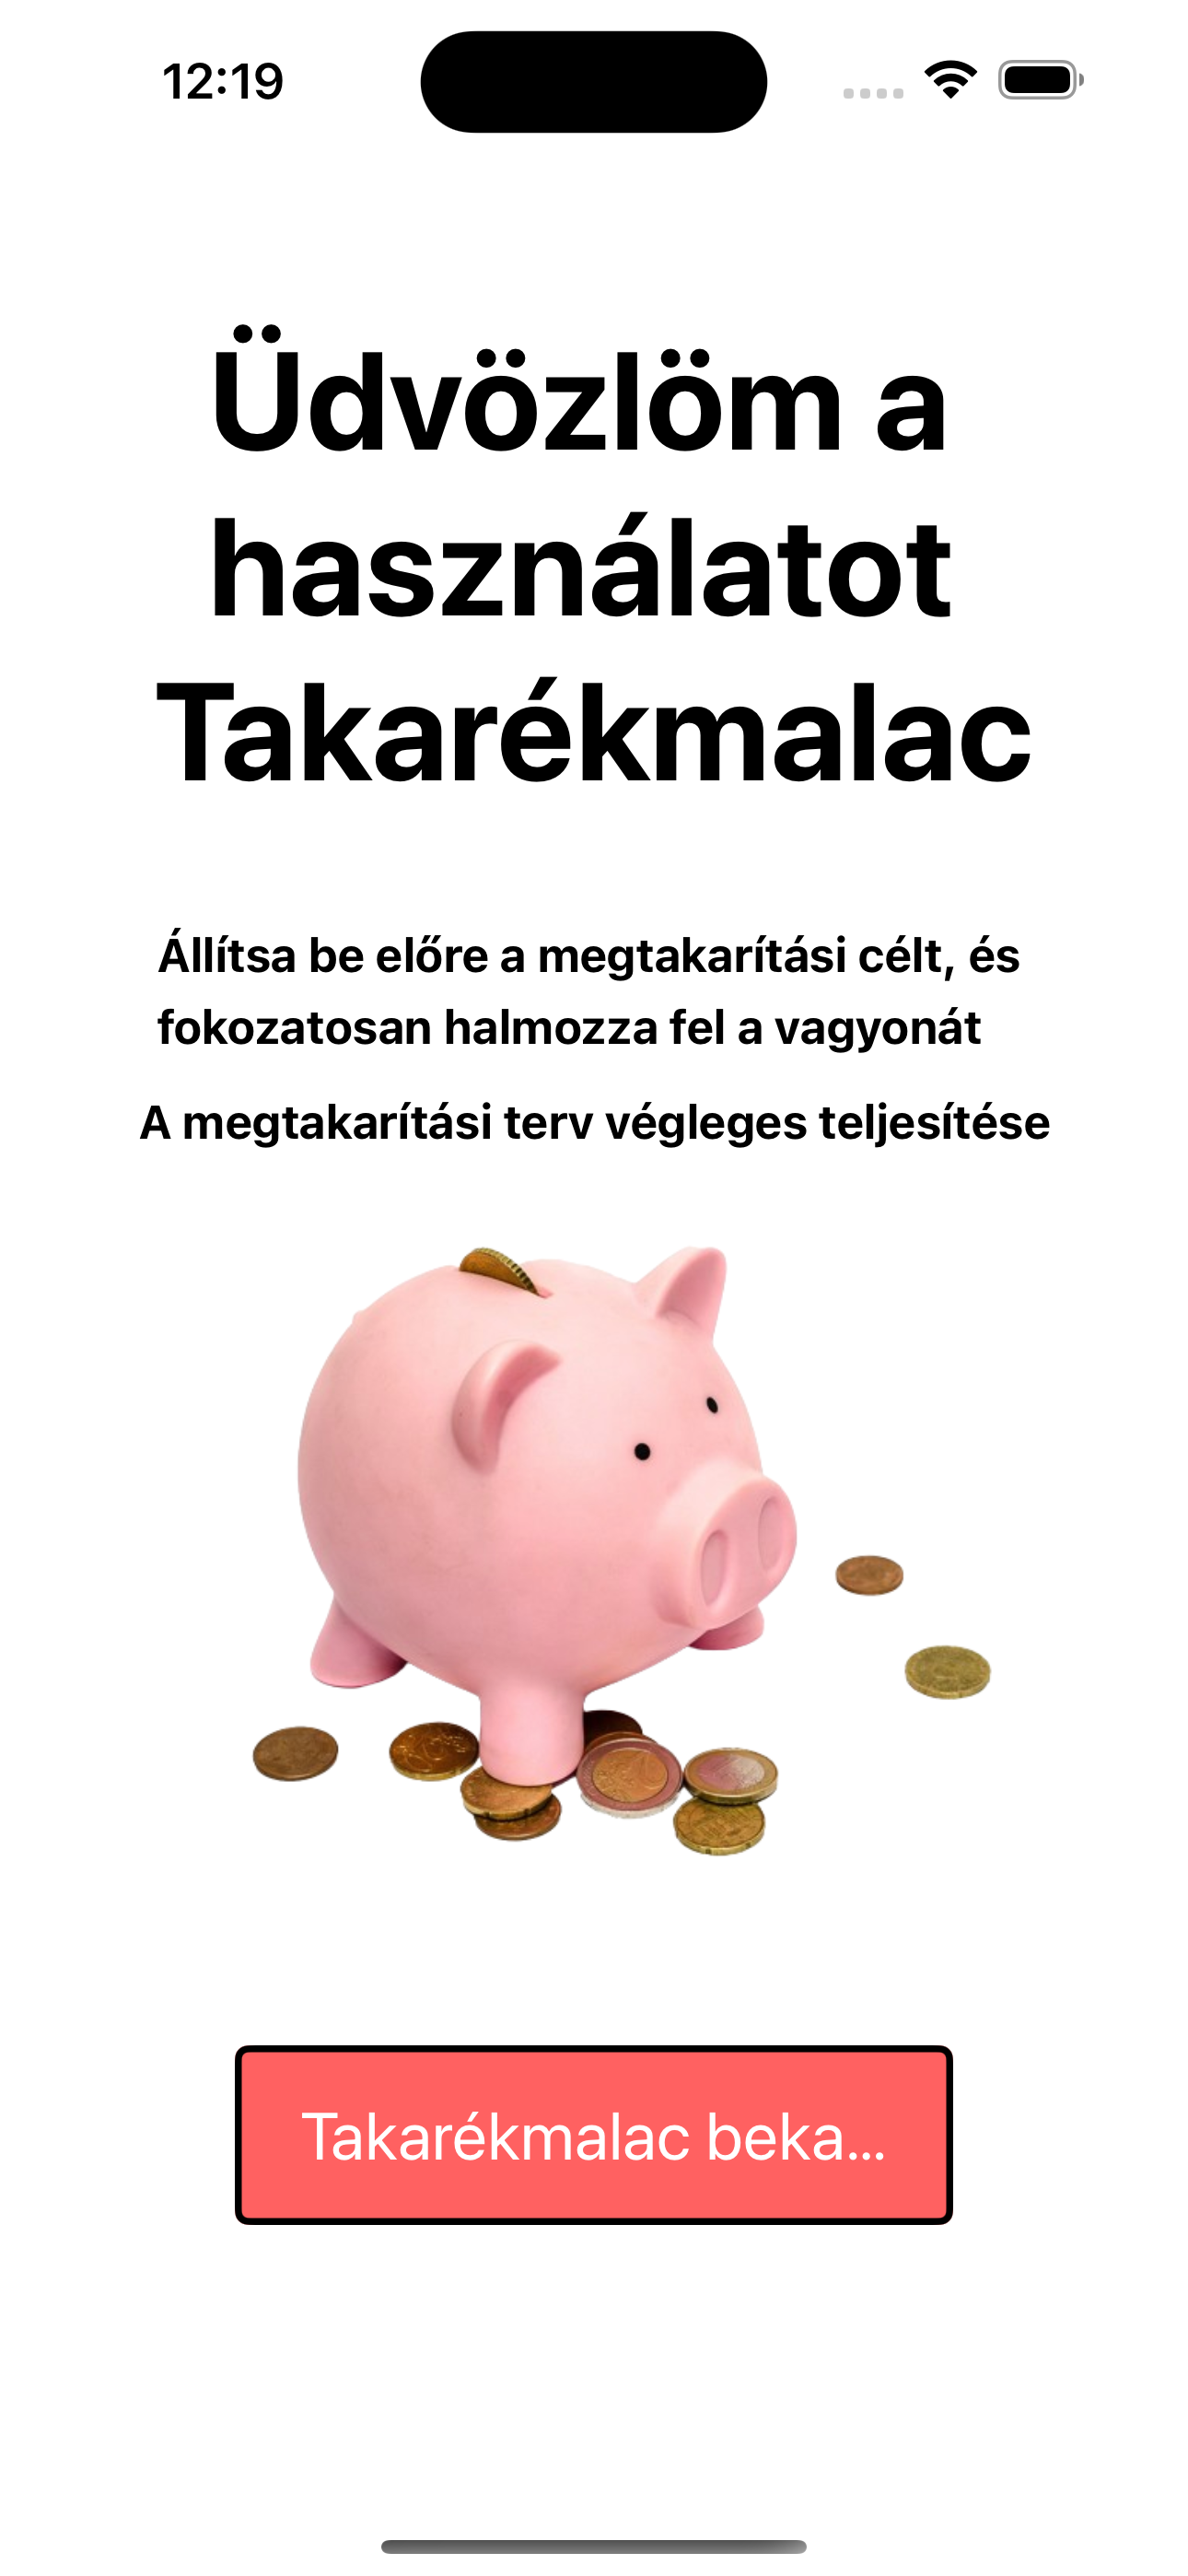 12:19
Üdvözlöm a
használatot
Takarékmalac
Állítsa be előre a megtakarítási célt, és
fokozatosan halmozza fel a vagyonát
A megtakarítási terv végleges teljesítése
Takarékmalac beka...